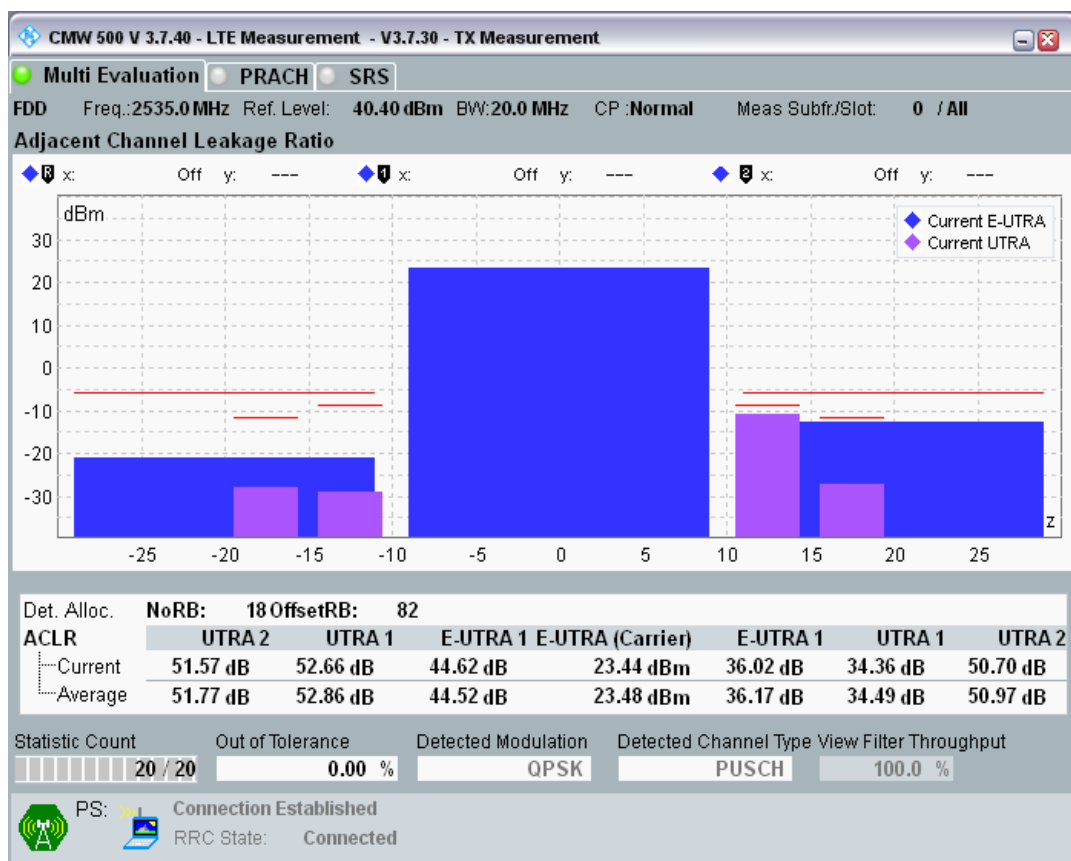 CMW 500 V 3.7.40 - LTE Measurement - V3.7.30 - TX Measurement
Multi Evaluation PRACH SRS
FDD Freq.:2535.0 MHz Ref. Level: 40.40 dBm BW:20.0 MHz CP :Normal Meas Subfr./Slot: 0 / All
Adjacent Channel Leakage Ratio
R x: Off y: --- 1 x: Off y: --- 2 x: Off y: ---
dBm
Current E-UTRA
Current UTRA
30
20
10
0
-10
-20
-30
z
-25 -20 -15 -10 -5 0 5 10 15 20 25
Det. Alloc. NoRB: 18 OffsetRB: 82
ACLR UTRA 2 UTRA 1 E-UTRA 1 E-UTRA (Carrier) E-UTRA 1 UTRA 1 UTRA 2
Current 51.57 dB 52.66 dB 44.62 dB 23.44 dBm 36.02 dB 34.36 dB 50.70 dB
Average 51.77 dB 52.86 dB 44.52 dB 23.48 dBm 36.17 dB 34.49 dB 50.97 dB
Statistic Count Out of Tolerance Detected Modulation Detected Channel Type View Filter Throughput
20 / 20 0.00 % QPSK PUSCH 100.0 %
PS: Connection Established
RRC State: Connected